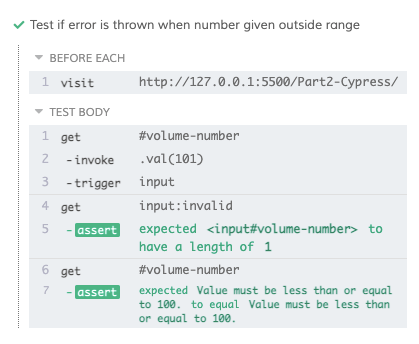 ✔ Test if error is thrown when number given outside range
▼ BEFORE EACH
1 visit http://127.0.0.1:5500/Part2-Cypress/
▼ TEST BODY
1 get #volume-number
2 -invoke .val(101)
3 -trigger input
4 get input:invalid
5 -assert expected <input#volume-number> to
have a length of 1
6 get #volume-number
7 -assert expected Value must be less than or equal
to 100. to equal Value must be less than
or equal to 100.